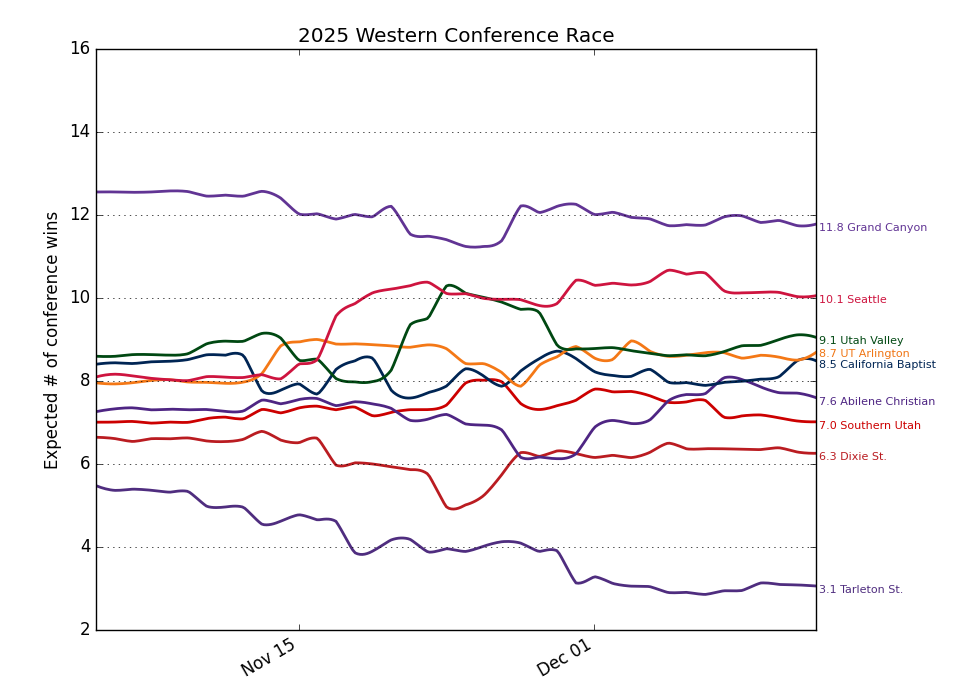 2025 Western Conference Race
Expected # of conference wins
16
14
12
10
8
6
4
2
Nov 15
Dec 01
11.8 Grand Canyon
10.1 Seattle
9.1 Utah Valley
8.7 UT Arlington
8.5 California Baptist
7.6 Abilene Christian
7.0 Southern Utah
6.3 Dixie St.
3.1 Tarleton St.